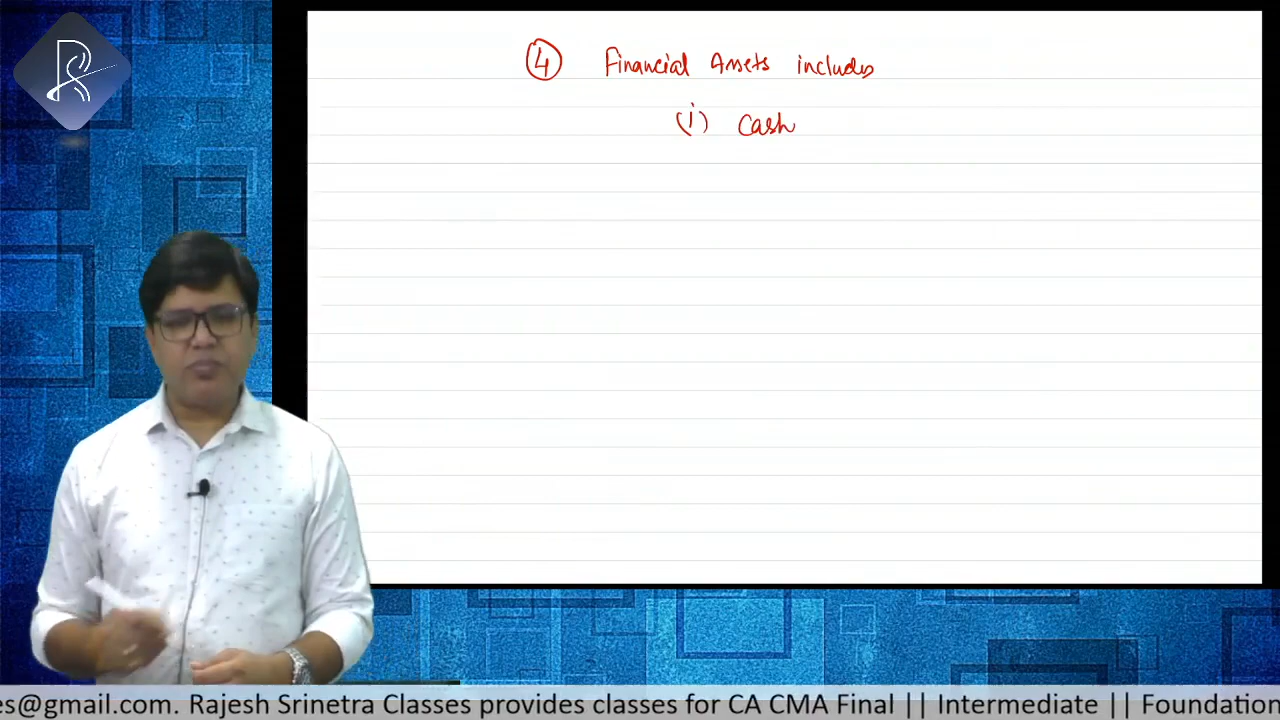 RS
④ Financial Assets includes
(i) Cash
es@gmail.com. Rajesh Srinetra Classes provides classes for CA CMA Final || Intermediate || Foundation